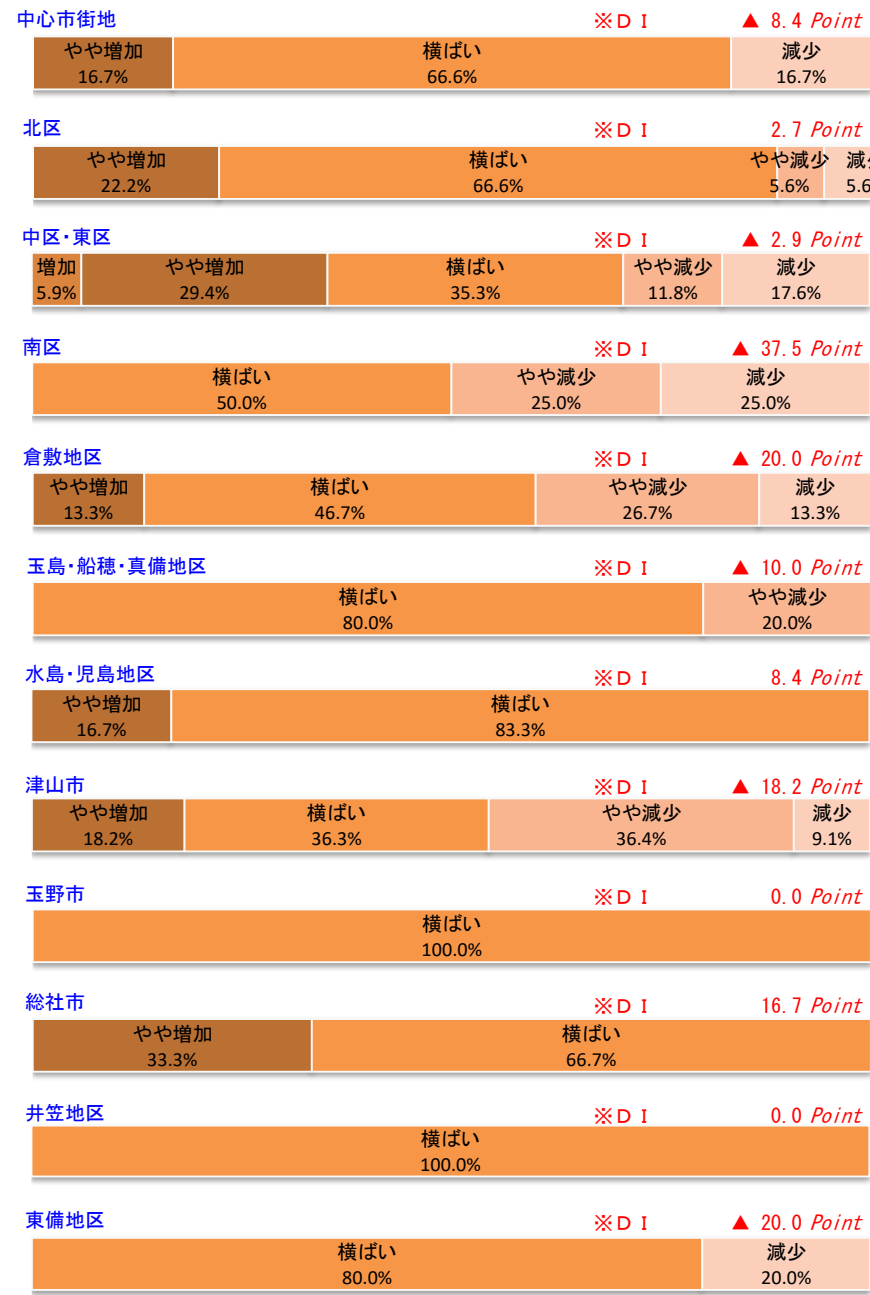 中心市街地 ※ＤＩ ▲ 8.4 Point
やや増加 横ばい 減少
16.7% 66.6% 16.7%
北区 ※ＤＩ 2.7 Point
やや増加 横ばい やや減少 減
22.2% 66.6% 5.6% 5.6
中区・東区 ※ＤＩ ▲ 2.9 Point
増加 やや増加 横ばい やや減少 減少
5.9% 29.4% 35.3% 11.8% 17.6%
南区 ※ＤＩ ▲ 37.5 Point
横ばい やや減少 減少
50.0% 25.0% 25.0%
倉敷地区 ※ＤＩ ▲ 20.0 Point
やや増加 横ばい やや減少 減少
13.3% 46.7% 26.7% 13.3%
玉島・船穂・真備地区 ※ＤＩ ▲ 10.0 Point
横ばい やや減少
80.0% 20.0%
水島・児島地区 ※ＤＩ 8.4 Point
やや増加 横ばい
16.7% 83.3%
津山市 ※ＤＩ ▲ 18.2 Point
やや増加 横ばい やや減少 減少
18.2% 36.3% 36.4% 9.1%
玉野市 ※ＤＩ 0.0 Point
横ばい
100.0%
総社市 ※ＤＩ 16.7 Point
やや増加 横ばい
33.3% 66.7%
井笠地区 ※ＤＩ 0.0 Point
横ばい
100.0%
東備地区 ※ＤＩ ▲ 20.0 Point
横ばい 減少
80.0% 20.0%